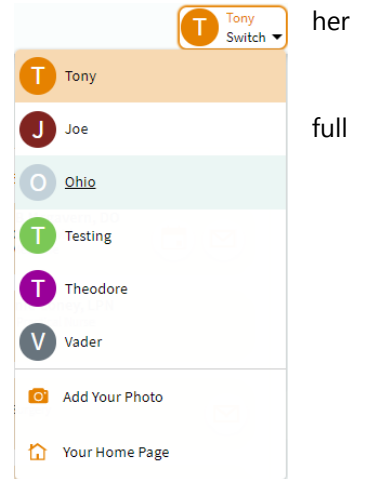 T Tony her
Switch
T Tony
J Joe full
O Ohio
T Testing
T Theodore
V Vader
Add Your Photo
Your Home Page